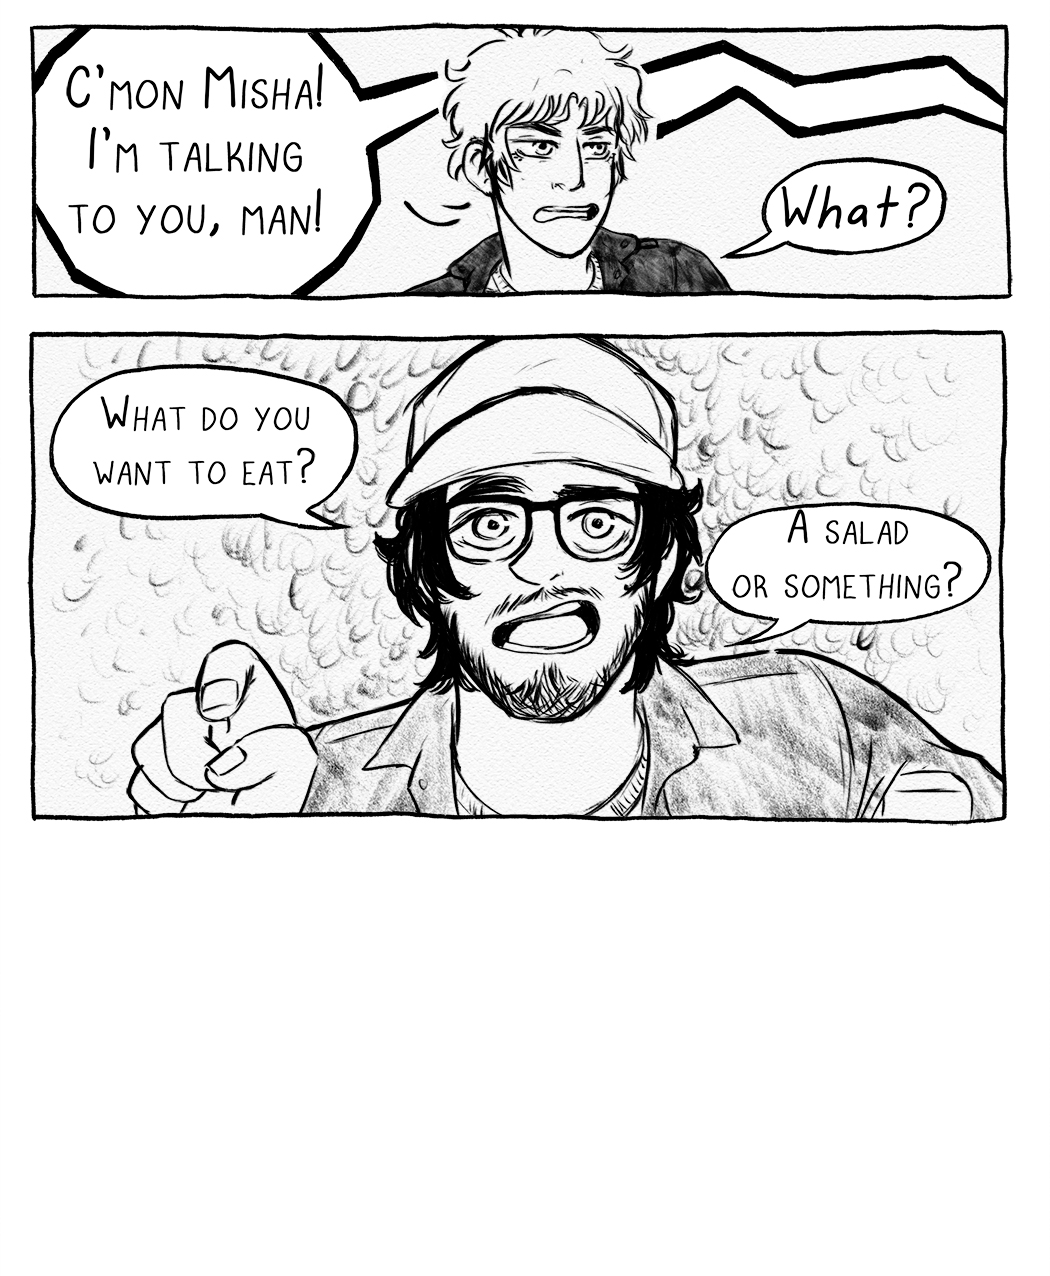 C'mon Misha!
I'm talking
to you, man!
What?
What do you
want to eat?
A salad
or something?